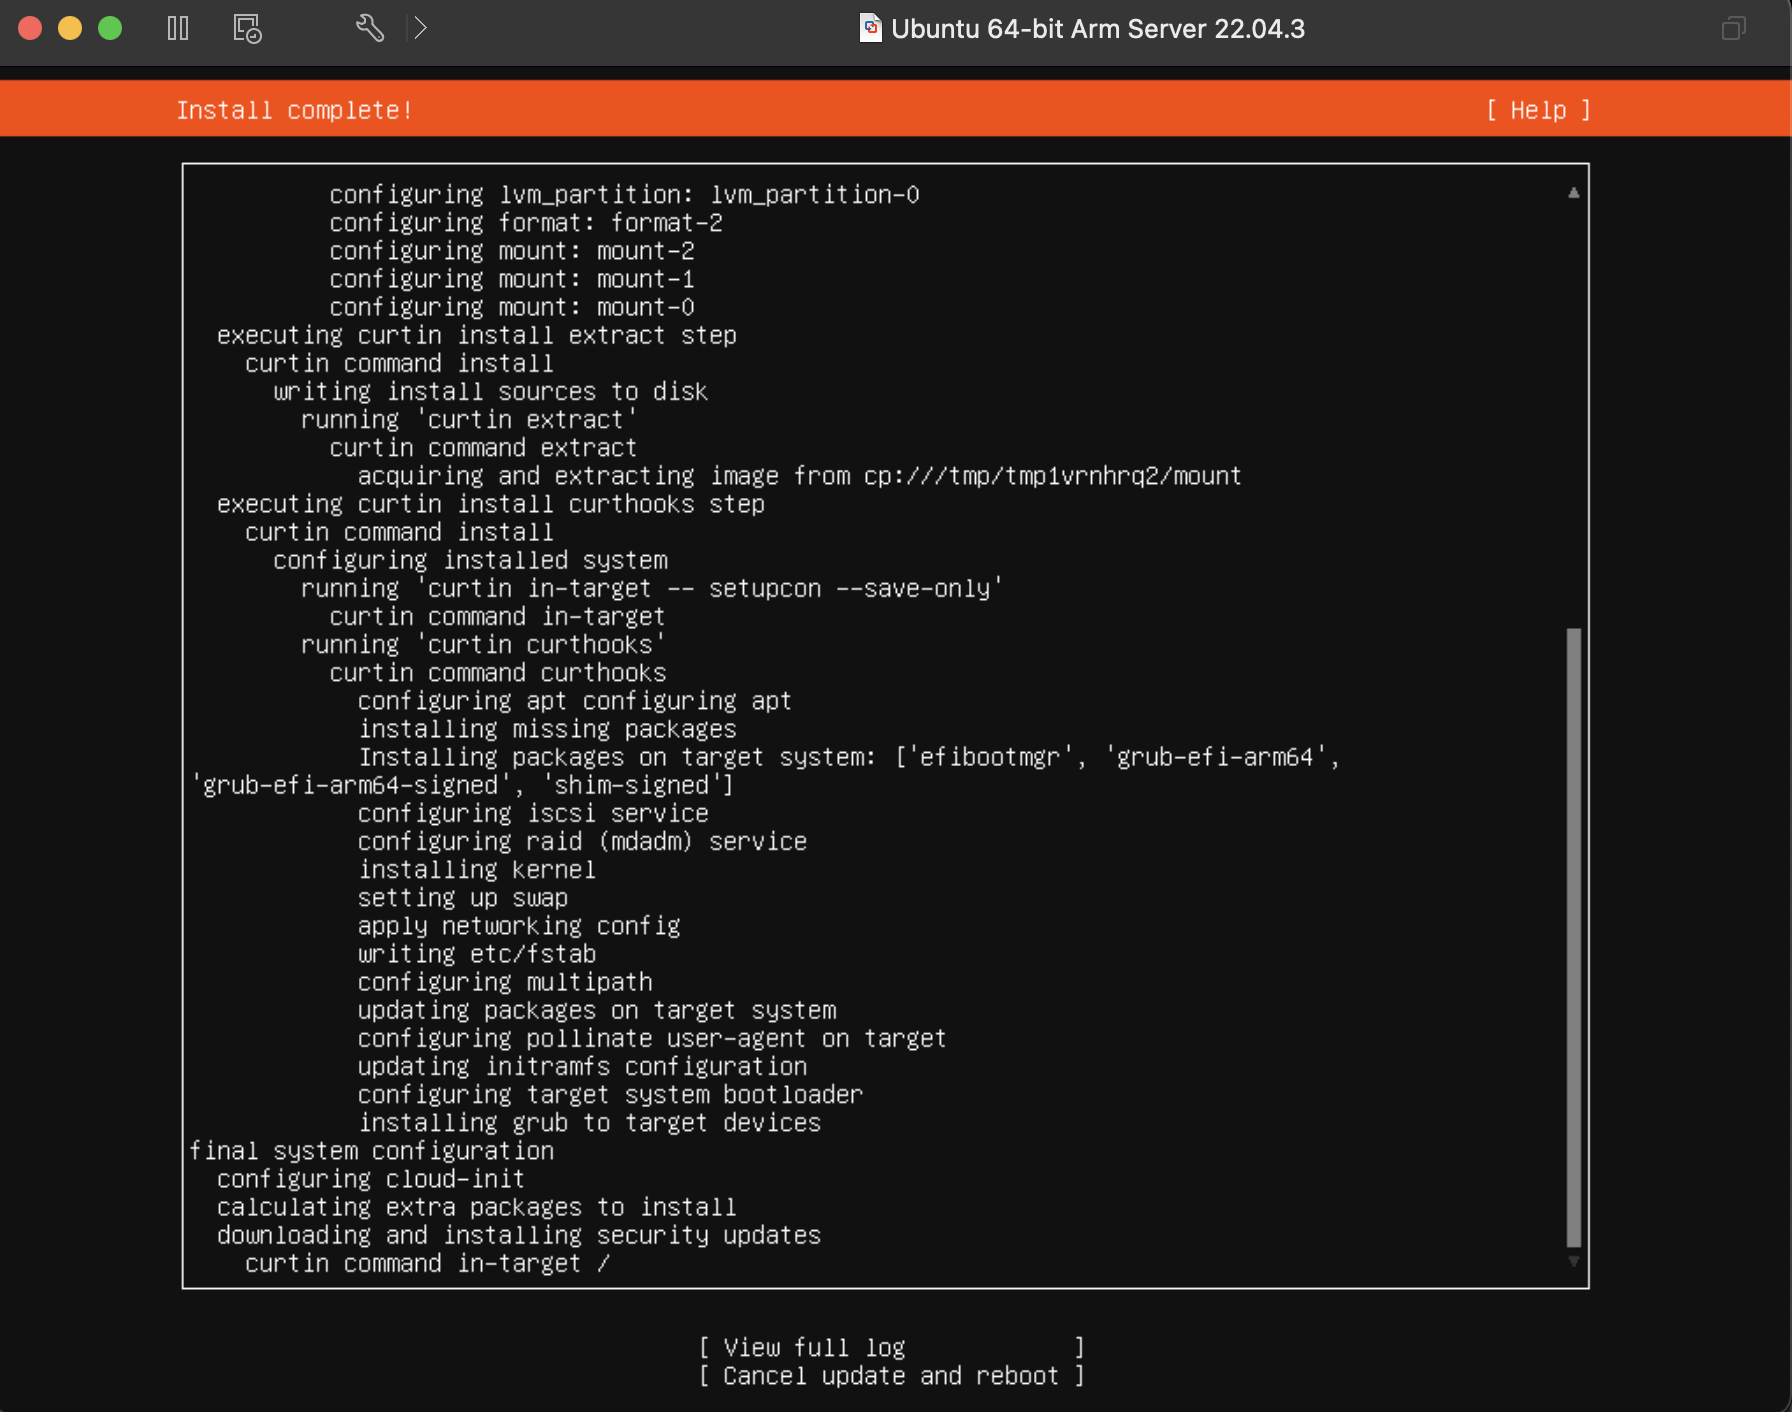 Ubuntu 64-bit Arm Server 22.04.3
Install complete! [ Help ]
configuring lvm_partition: lvm_partition-0
configuring format: format-2
configuring mount: mount-2
configuring mount: mount-1
configuring mount: mount-0
executing curtin install extract step
curtin command install
writing install sources to disk
running 'curtin extract'
curtin command extract
acquiring and extracting image from cp:///tmp/tmp1vrnhrq2/mount
executing curtin install curthooks step
curtin command install
configuring installed system
running 'curtin in-target -- setupcon --save-only'
curtin command in-target
running 'curtin curthooks'
curtin command curthooks
configuring apt configuring apt
installing missing packages
Installing packages on target system: ['efibootmgr', 'grub-efi-arm64',
'grub-efi-arm64-signed', 'shim-signed']
configuring iscsi service
configuring raid (mdadm) service
installing kernel
setting up swap
apply networking config
writing etc/fstab
configuring multipath
updating packages on target system
configuring pollinate user-agent on target
updating initramfs configuration
configuring target system bootloader
installing grub to target devices
final system configuration
configuring cloud-init
calculating extra packages to install
downloading and installing security updates
curtin command in-target /
[ View full log ]
[ Cancel update and reboot ]